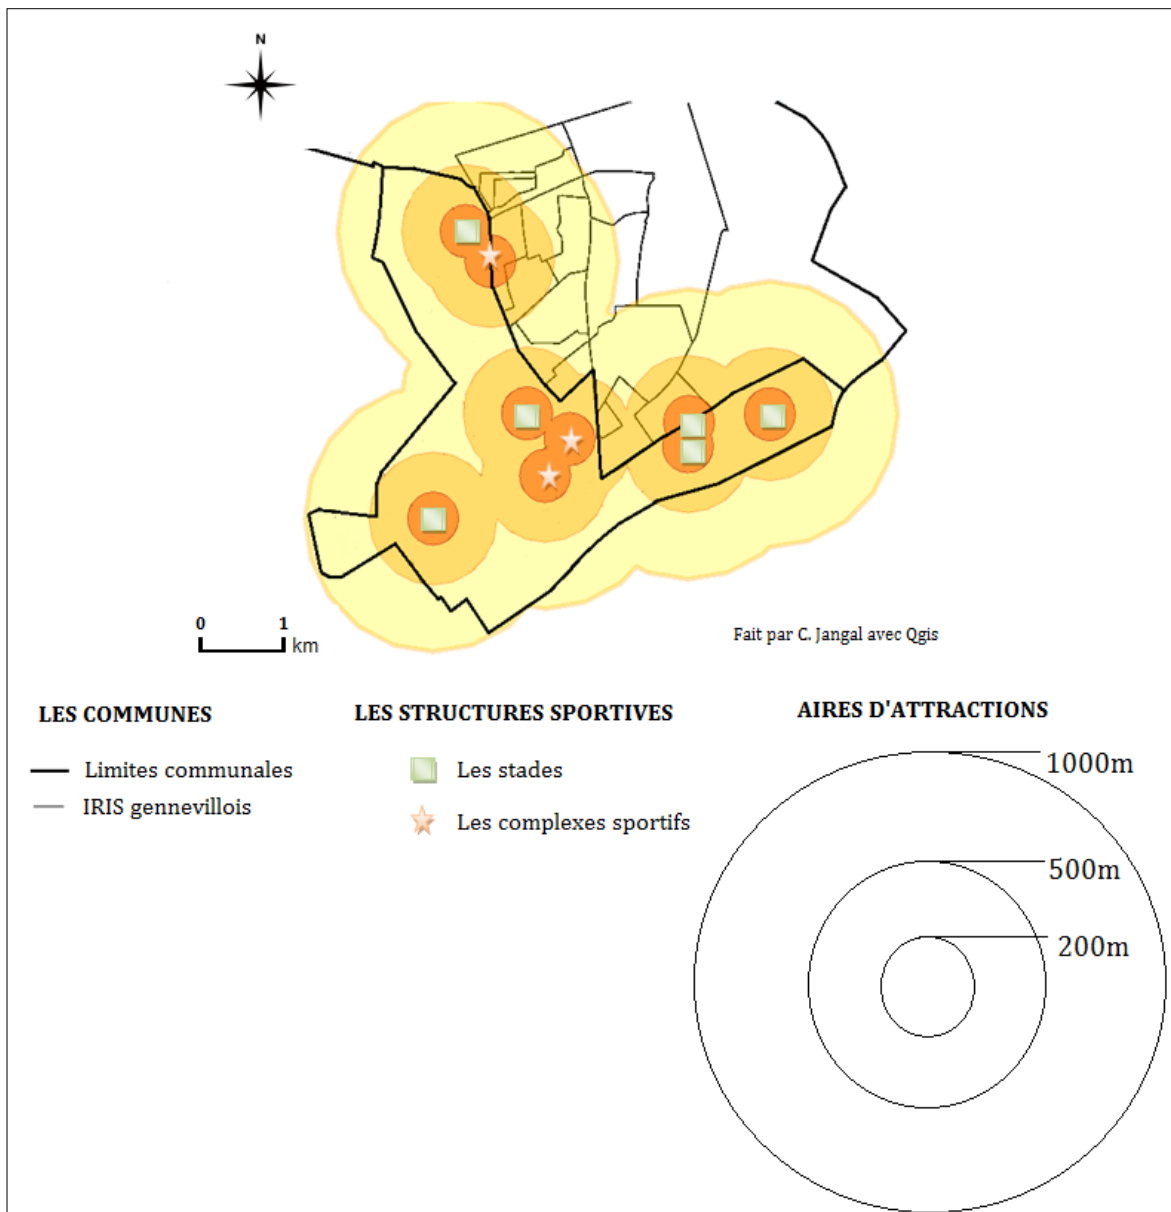 N
0 1
km
Fait par C. Jangal avec Qgis
LES COMMUNES
Limites communales
IRIS gennevillois
LES STRUCTURES SPORTIVES
Les stades
Les complexes sportifs
AIRES D'ATTRACTIONS
1000m
500m
200m